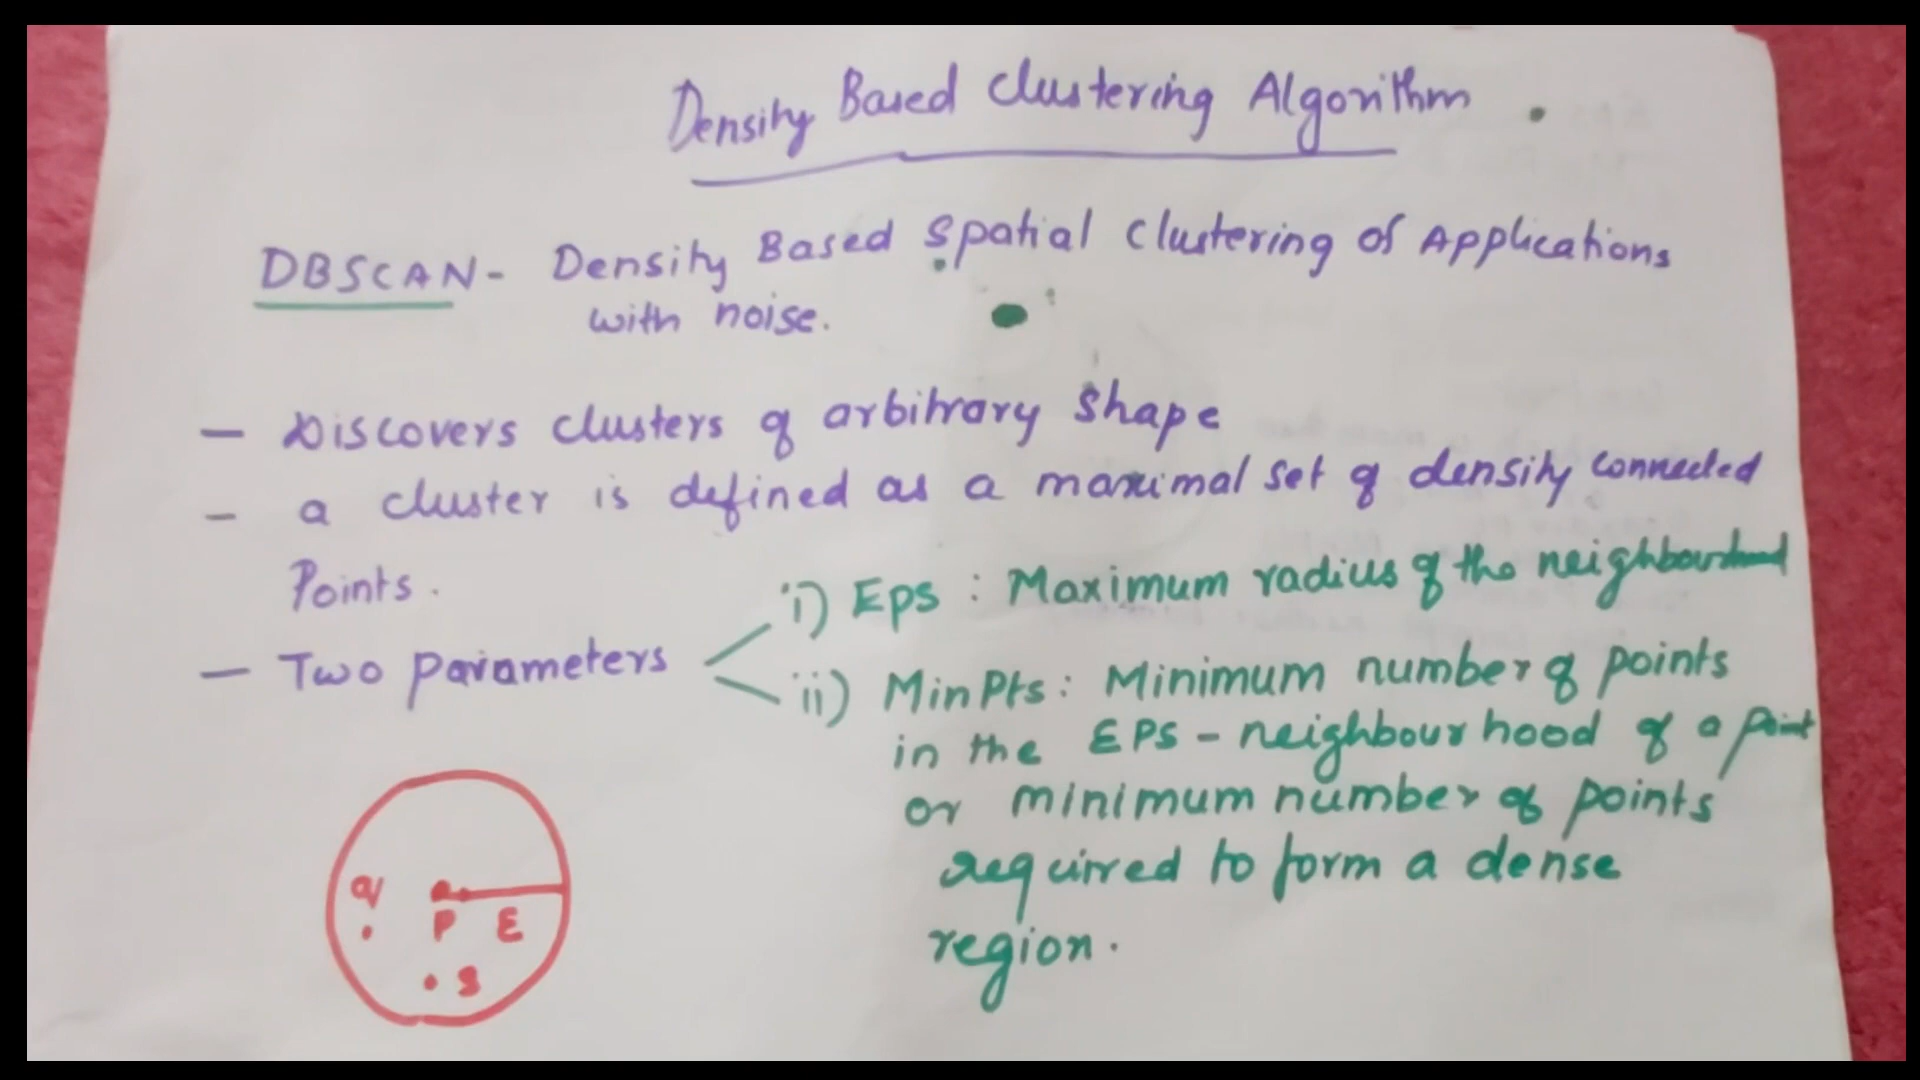 Density Based Clustering Algorithm
DBSCAN - Density Based Spatial Clustering of Applications
with noise.
- Discovers clusters of arbitrary shape
- a cluster is defined as a maximal set of density connected
Points.
i) Eps : Maximum radius of the neighbourhood
- Two parameters
ii) MinPts : Minimum number of points
in the EPS - neighbourhood of a point
or minimum number of points
required to form a dense
region.
q
P E
s